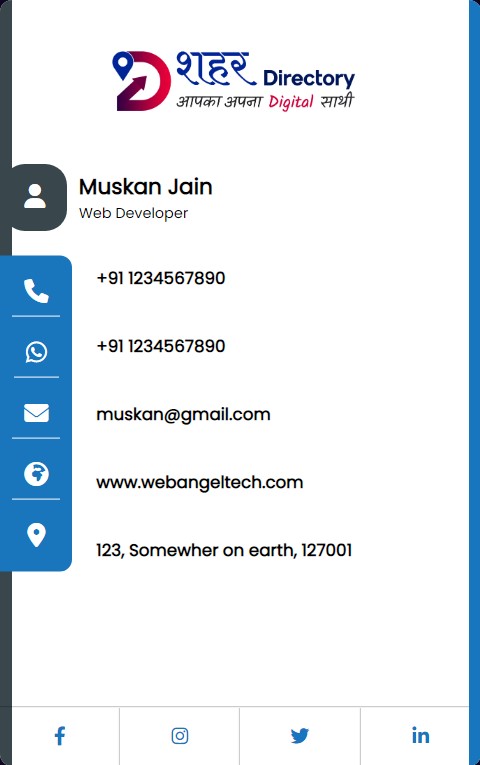 शहर Directory
आपका अपना Digital साथी
Muskan Jain
Web Developer
+91 1234567890
+91 1234567890
muskan@gmail.com
www.webangeltech.com
123, Somewher on earth, 127001